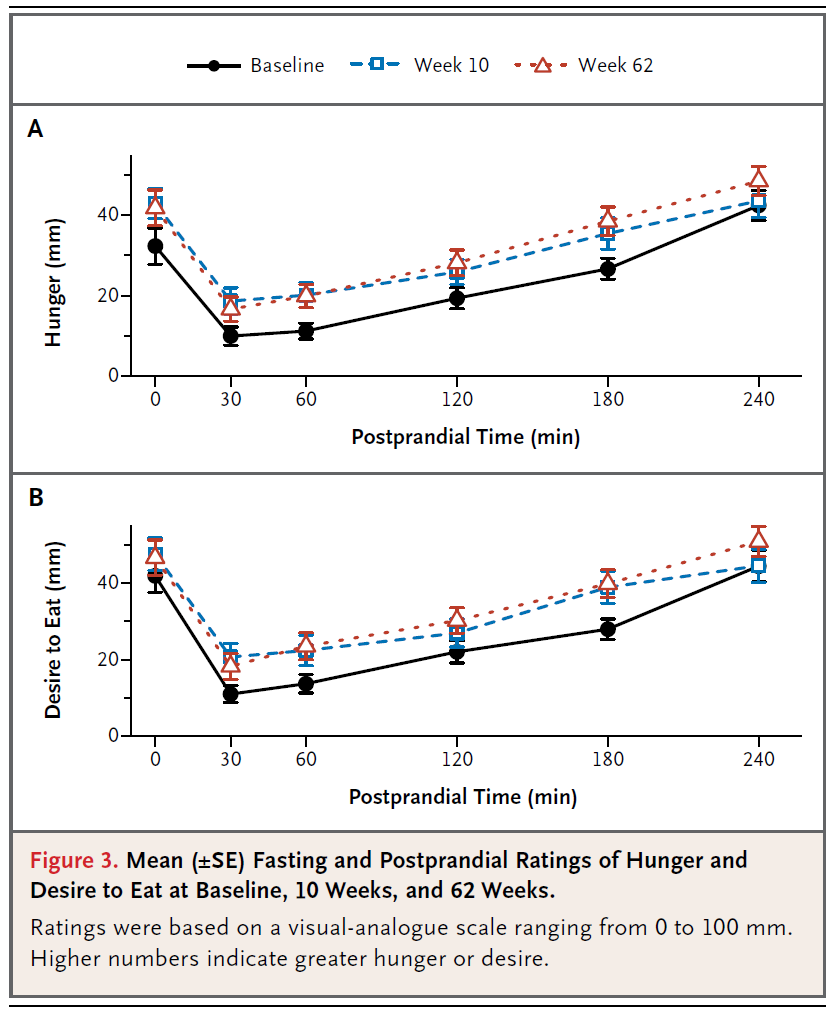 Baseline Week 10 Week 62
A
Hunger (mm)
40
20
0
0 30 60 120 180 240
Postprandial Time (min)
B
Desire to Eat (mm)
40
20
0
0 30 60 120 180 240
Postprandial Time (min)
Figure 3. Mean (±SE) Fasting and Postprandial Ratings of Hunger and
Desire to Eat at Baseline, 10 Weeks, and 62 Weeks.
Ratings were based on a visual-analogue scale ranging from 0 to 100 mm.
Higher numbers indicate greater hunger or desire.